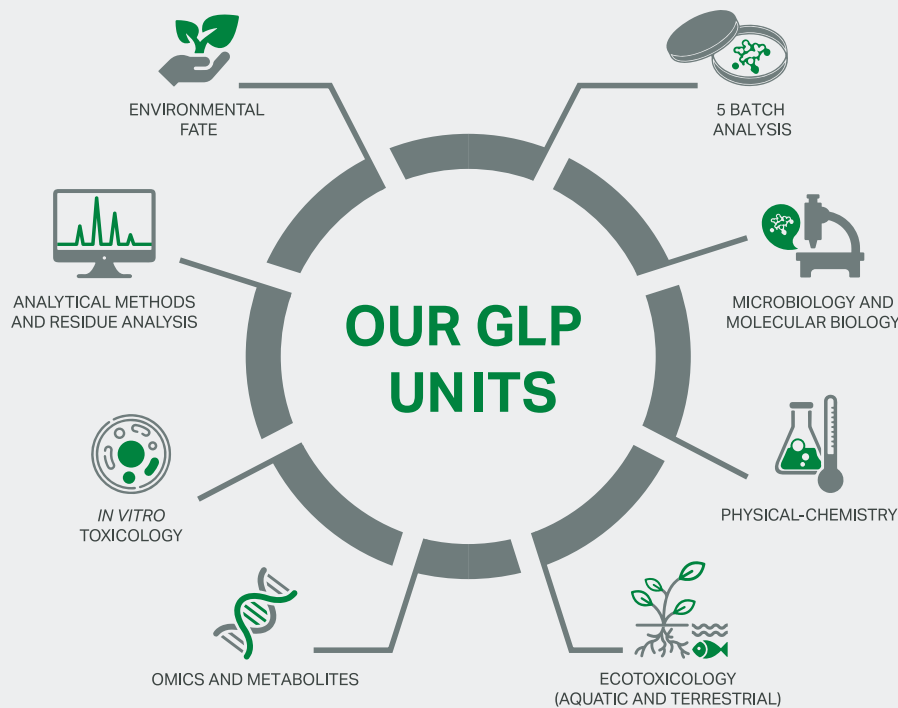 ENVIRONMENTAL
FATE
5 BATCH
ANALYSIS
ANALYTICAL METHODS
AND RESIDUE ANALYSIS
OUR GLP
UNITS
MICROBIOLOGY AND
MOLECULAR BIOLOGY
IN VITRO
TOXICOLOGY
PHYSICAL-CHEMISTRY
OMICS AND METABOLITES
ECOTOXICOLOGY
(AQUATIC AND TERRESTRIAL)